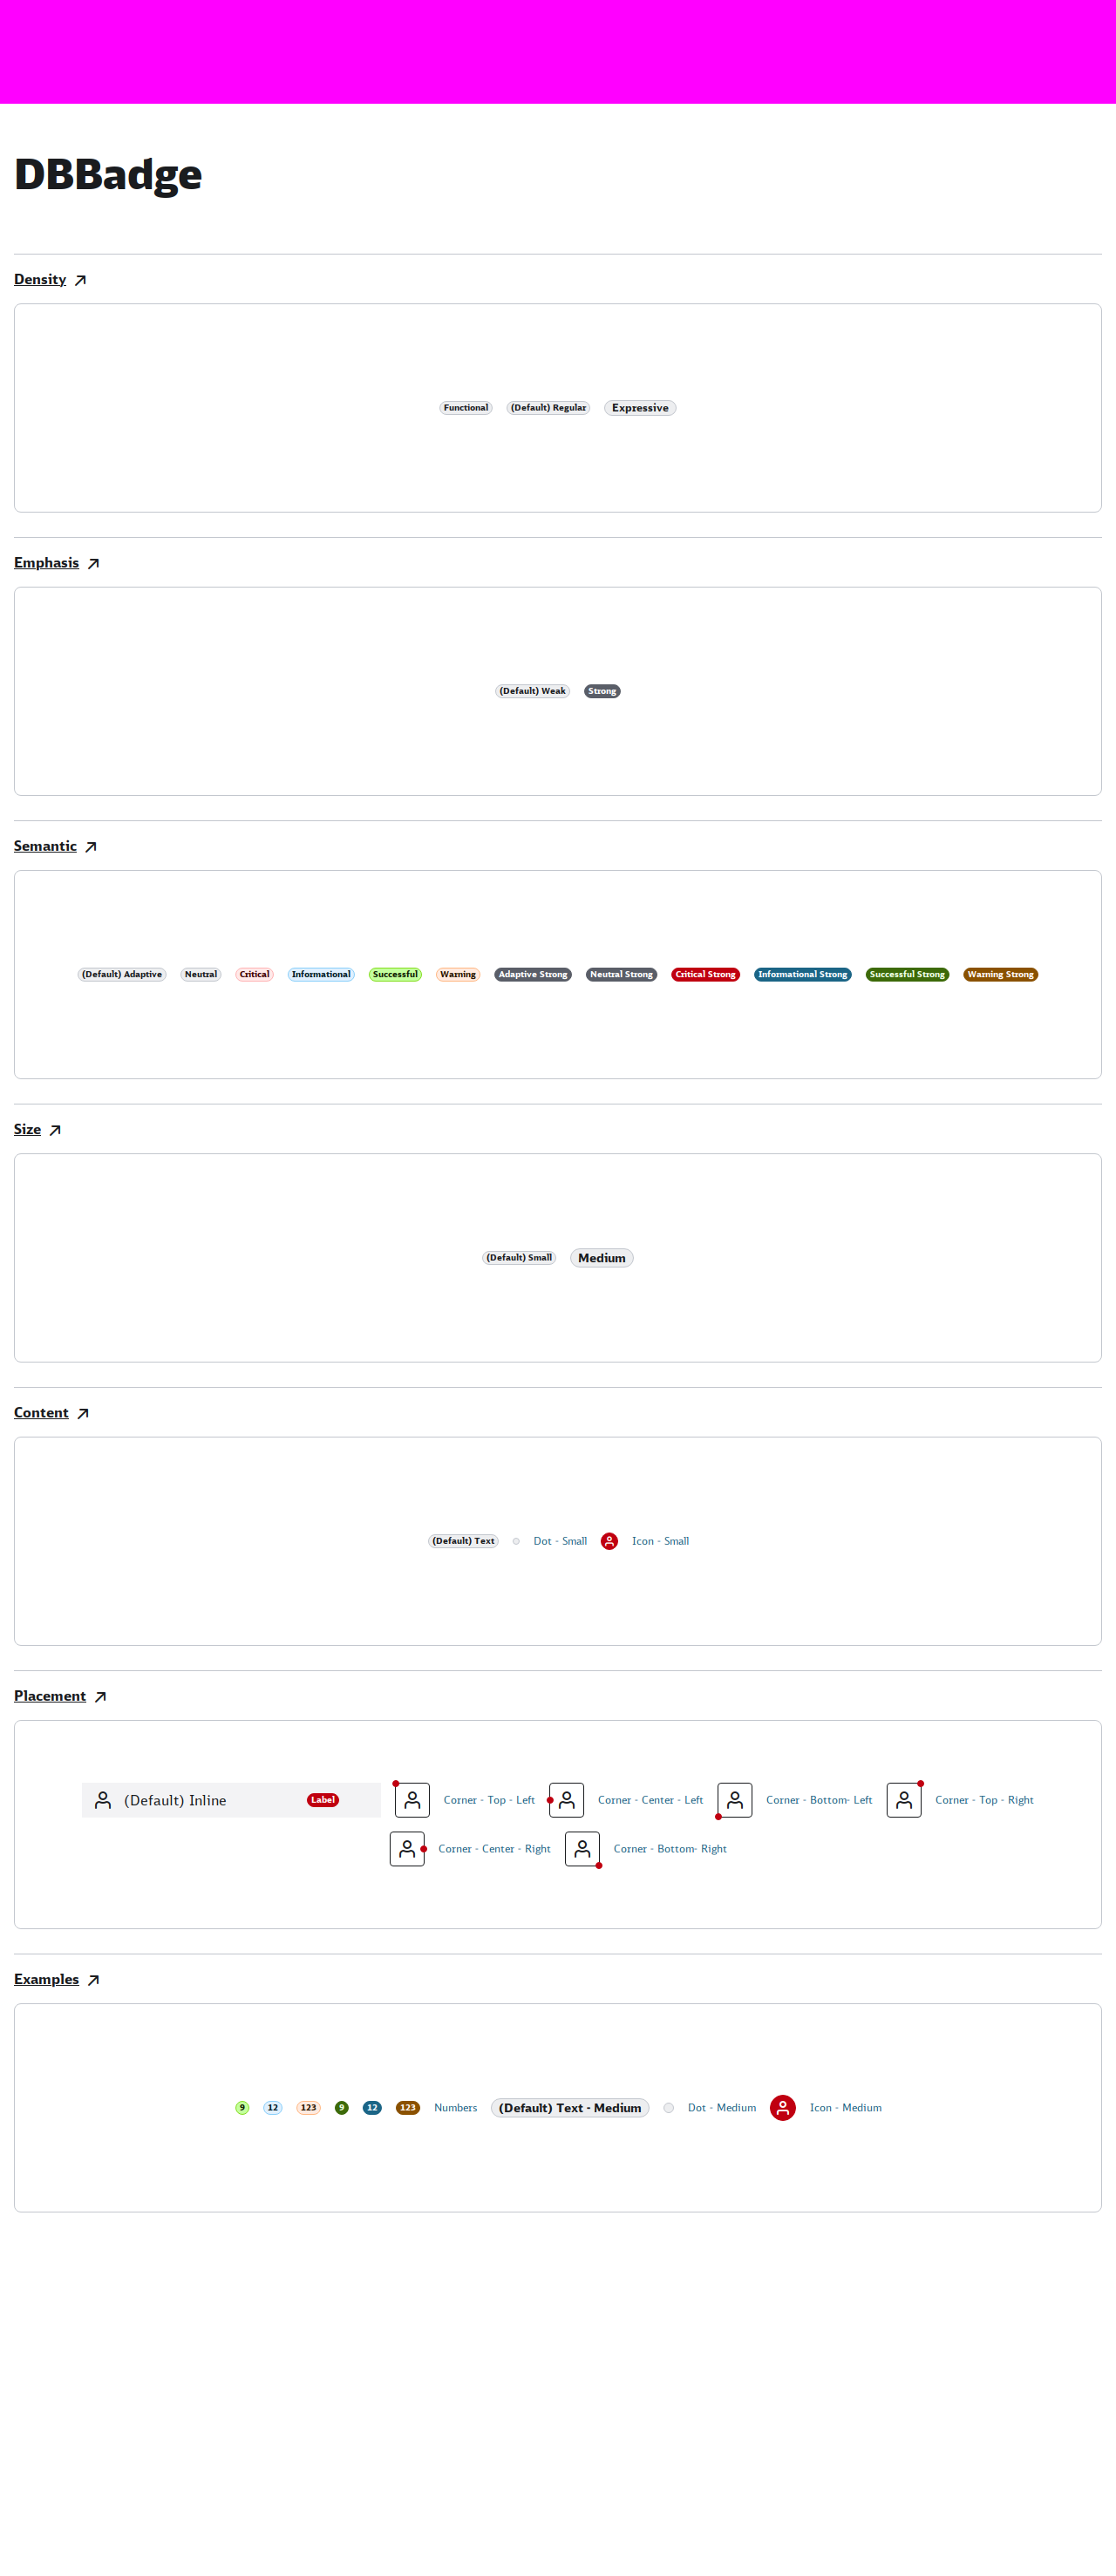 DBBadge
Density
Functional (Default) Regular Expressive
Emphasis
(Default) Weak Strong
Semantic
(Default) Adaptive Neutral Critical Informational Successful Warning Adaptive Strong Neutral Strong Critical Strong Informational Strong Successful Strong Warning Strong
Size
(Default) Small Medium
Content
(Default) Text Dot - Small Icon - Small
Placement
(Default) Inline Label Corner - Top - Left Corner - Center - Left Corner - Bottom- Left Corner - Top - Right
Corner - Center - Right Corner - Bottom- Right
Examples
9 12 123 9 12 123 Numbers (Default) Text - Medium Dot - Medium Icon - Medium